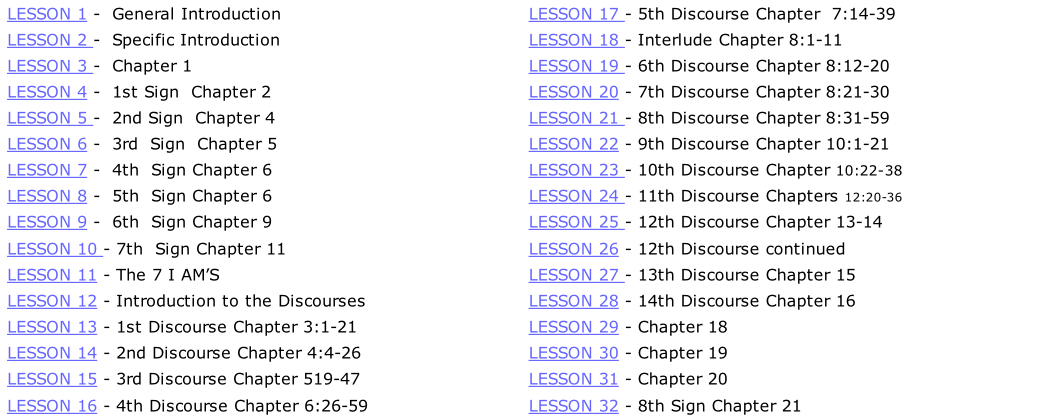 LESSON 1 - General Introduction
LESSON 2 - Specific Introduction
LESSON 3 - Chapter 1
LESSON 4 - 1st Sign Chapter 2
LESSON 5 - 2nd Sign Chapter 4
LESSON 6 - 3rd Sign Chapter 5
LESSON 7 - 4th Sign Chapter 6
LESSON 8 - 5th Sign Chapter 6
LESSON 9 - 6th Sign Chapter 9
LESSON 10 - 7th Sign Chapter 11
LESSON 11 - The 7 I AM’S
LESSON 12 - Introduction to the Discourses
LESSON 13 - 1st Discourse Chapter 3:1-21
LESSON 14 - 2nd Discourse Chapter 4:4-26
LESSON 15 - 3rd Discourse Chapter 519-47
LESSON 16 - 4th Discourse Chapter 6:26-59
LESSON 17 - 5th Discourse Chapter 7:14-39
LESSON 18 - Interlude Chapter 8:1-11
LESSON 19 - 6th Discourse Chapter 8:12-20
LESSON 20 - 7th Discourse Chapter 8:21-30
LESSON 21 - 8th Discourse Chapter 8:31-59
LESSON 22 - 9th Discourse Chapter 10:1-21
LESSON 23 - 10th Discourse Chapter 10:22-38
LESSON 24 - 11th Discourse Chapters 12:20-36
LESSON 25 - 12th Discourse Chapter 13-14
LESSON 26 - 12th Discourse continued
LESSON 27 - 13th Discourse Chapter 15
LESSON 28 - 14th Discourse Chapter 16
LESSON 29 - Chapter 18
LESSON 30 - Chapter 19
LESSON 31 - Chapter 20
LESSON 32 - 8th Sign Chapter 21